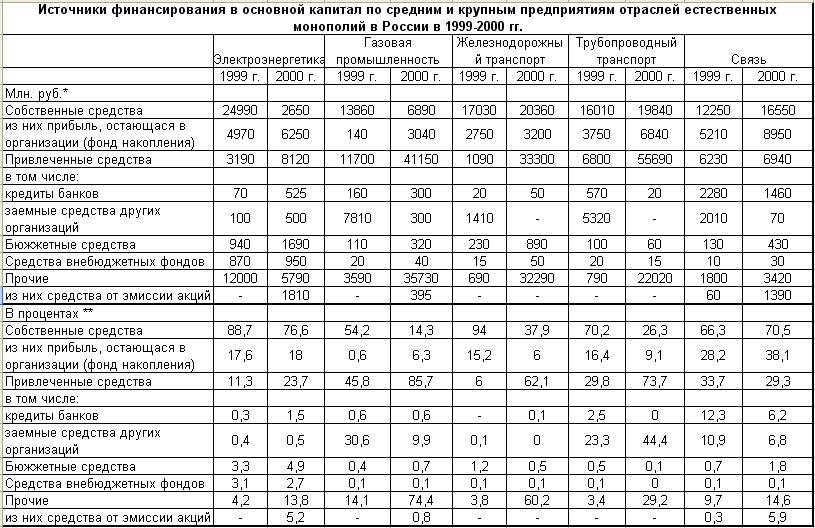 Источники финансирования в основной капитал по средним и крупным предприятиям отраслей естественных
монополий в России в 1999-2000 гг.
Электроэнергетика Газовая промышленность Железнодорожны й транспорт Трубопроводный транспорт Связь
1999 г. 2000 г. 1999 г. 2000 г. 1999 г. 2000 г. 1999 г. 2000 г. 1999 г. 2000 г.
Млн. руб.*
Собственные средства 24990 2650 13860 6890 17030 20360 16010 19840 12250 16550
из них прибыль, остающася в
организации (фонд накопления) 4970 6250 140 3040 2750 3200 3750 6840 5210 8950
Привлеченные средства 3190 8120 11700 41150 1090 33300 6800 55690 6230 6940
в том числе:
кредиты банков 70 525 160 300 20 50 570 20 2280 1460
заемные средства других
организаций 100 500 7810 300 1410 - 5320 - 2010 70
Бюжжетные средства 940 1690 110 320 230 890 100 60 130 430
Средства внебюджетных фондов 870 950 20 40 15 50 20 15 10 30
Прочие 12000 5790 3590 35730 690 32290 790 22020 1800 3420
из них средства от эмиссии акций - 1810 - 395 - - - - 60 1390
В процентах **
Собственные средства 88,7 76,6 54,2 14,3 94 37,9 70,2 26,3 66,3 70,5
из них прибыль, остающася в
организации (фонд накопления) 17,6 18 0,6 6,3 15,2 6 16,4 9,1 28,2 38,1
Привлеченные средства 11,3 23,7 45,8 85,7 6 62,1 29,8 73,7 33,7 29,3
в том числе:
кредиты банков 0,3 1,5 0,6 0,6 - 0,1 2,5 0 12,3 6,2
заемные средства других
организаций 0,4 0,5 30,6 9,9 0,1 0 23,3 44,4 10,9 6,8
Бюжжетные средства 3,3 4,9 0,4 0,7 1,2 0,5 0,5 0,1 0,7 1,8
Средства внебюджетных фондов 3,1 2,7 0,1 0,1 0,1 0,1 0,1 0 0,1 0,1
Прочие 4,2 13,8 14,1 74,4 3,8 60,2 3,4 29,2 9,7 14,6
из них средства от эмиссии акций - 5,2 - 0,8 - - - - 0,3 5,9